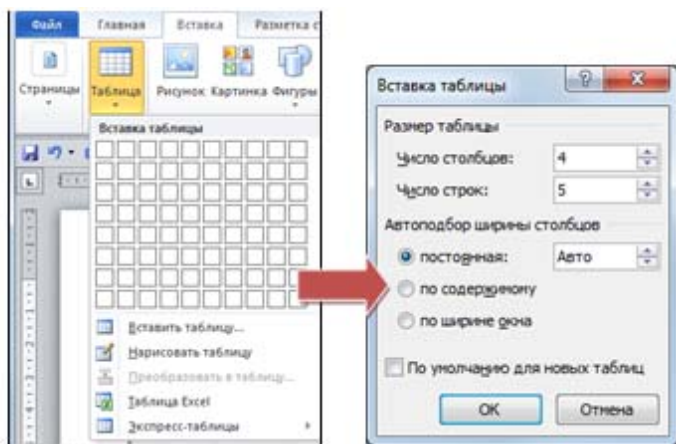 Файл Главная Вставка Разметка с
Страницы Таблица Рисунок Картинка Фигуры
Вставка таблицы
Вставить таблицу...
Нарисовать таблицу
Преобразовать в таблицу...
Таблица Excel
Экспресс-таблицы
Вставка таблицы
Размер таблицы
Число столбцов: 4
Число строк: 5
Автоподбор ширины столбцов
постоянная: Авто
по содержимому
по ширине окна
По умолчанию для новых таблиц
ОК Отмена